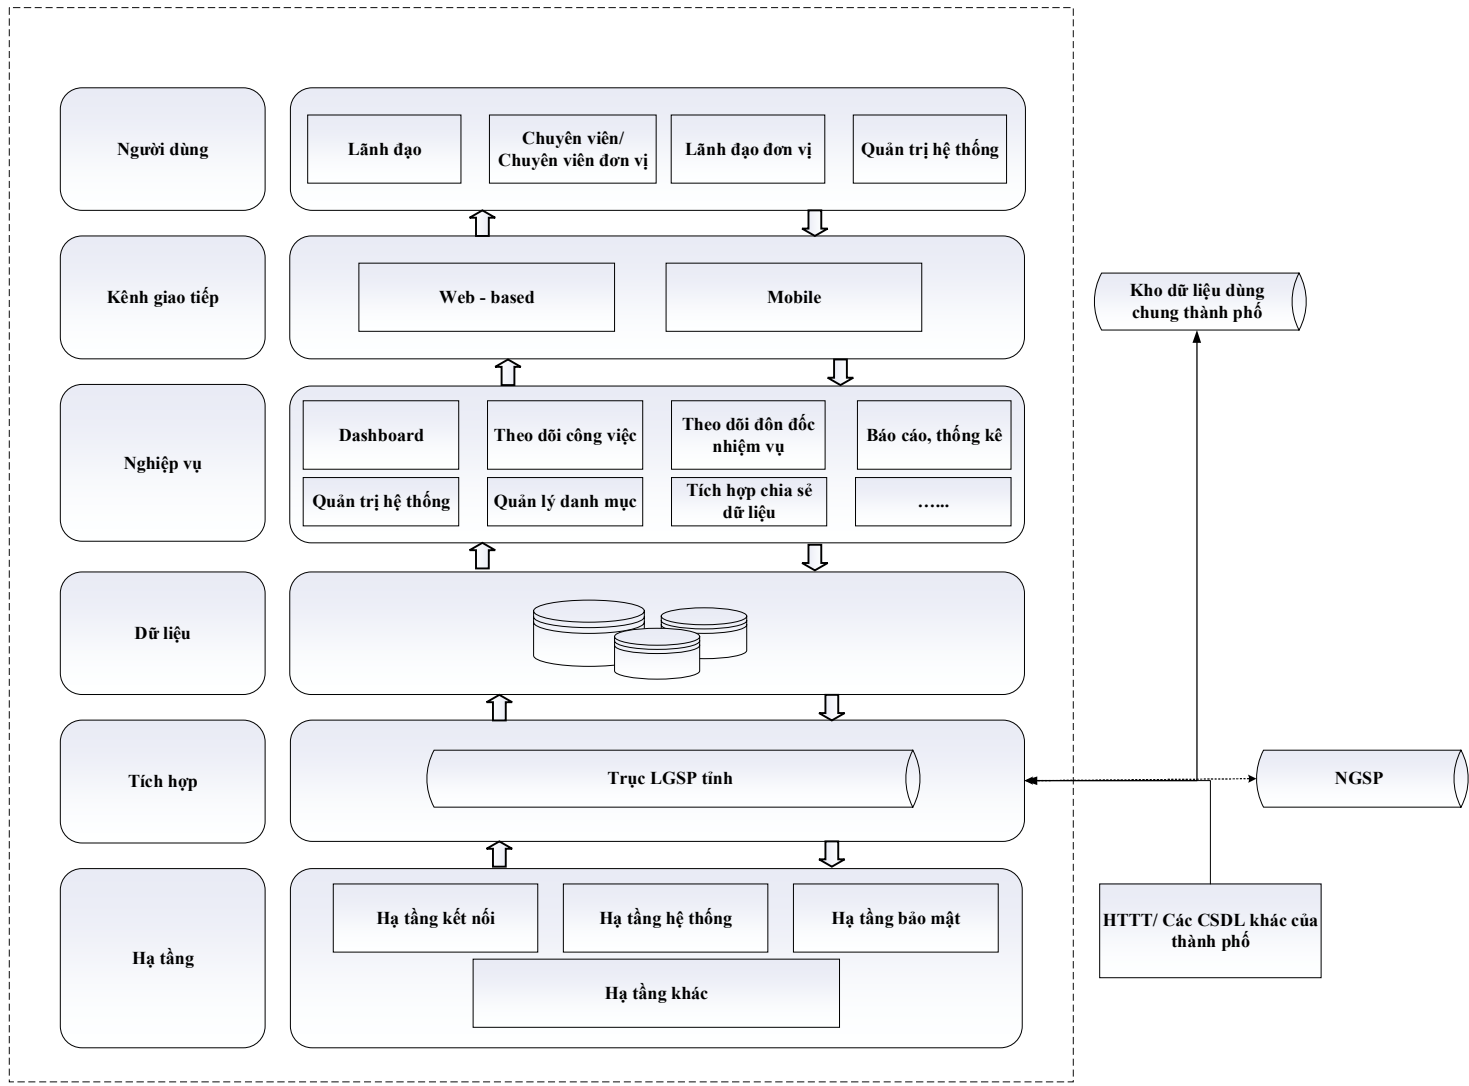 Người dùng
Lãnh đạo
Chuyên viên/
Chuyên viên đơn vị
Lãnh đạo đơn vị
Quản trị hệ thống
Kênh giao tiếp
Web - based
Mobile
Kho dữ liệu dùng
chung thành phố
Nghiệp vụ
Dashboard
Theo dõi công việc
Theo dõi đôn đốc
nhiệm vụ
Báo cáo, thống kê
Quản trị hệ thống
Quản lý danh mục
Tích hợp chia sẻ
dữ liệu
…...
Dữ liệu
Tích hợp
Trục LGSP tỉnh
NGSP
Hạ tầng
Hạ tầng kết nối
Hạ tầng hệ thống
Hạ tầng bảo mật
Hạ tầng khác
HTTT/ Các CSDL khác của
thành phố